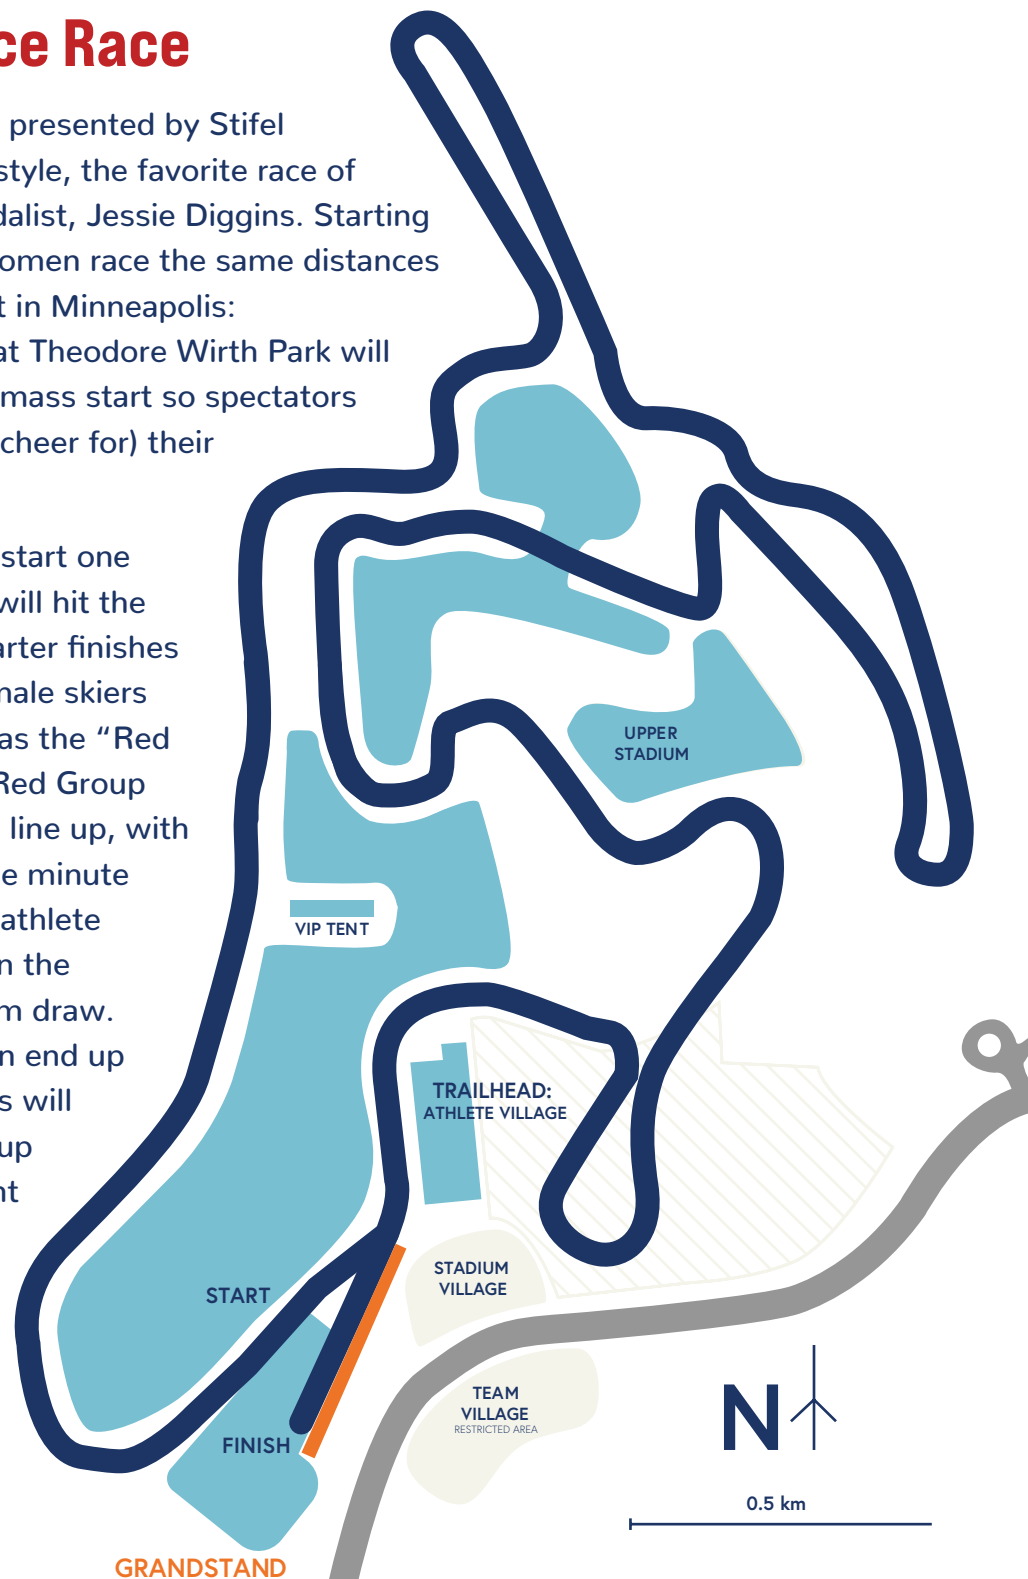 ce Race
presented by Stifel
style, the favorite race of
dalist, Jessie Diggins. Starting
omen race the same distances
t in Minneapolis:
at Theodore Wirth Park will
mass start so spectators
cheer for) their
start one
will hit the
arter finishes
nale skiers
as the “Red
Red Group
line up, with
e minute
athlete
n the
m draw.
n end up
s will
up
nt
UPPER
STADIUM
VIP TENT
TRAILHEAD:
ATHLETE VILLAGE
STADIUM
VILLAGE
START
TEAM
VILLAGE
RESTRICTED AREA
FINISH
N
0.5 km
GRANDSTAND